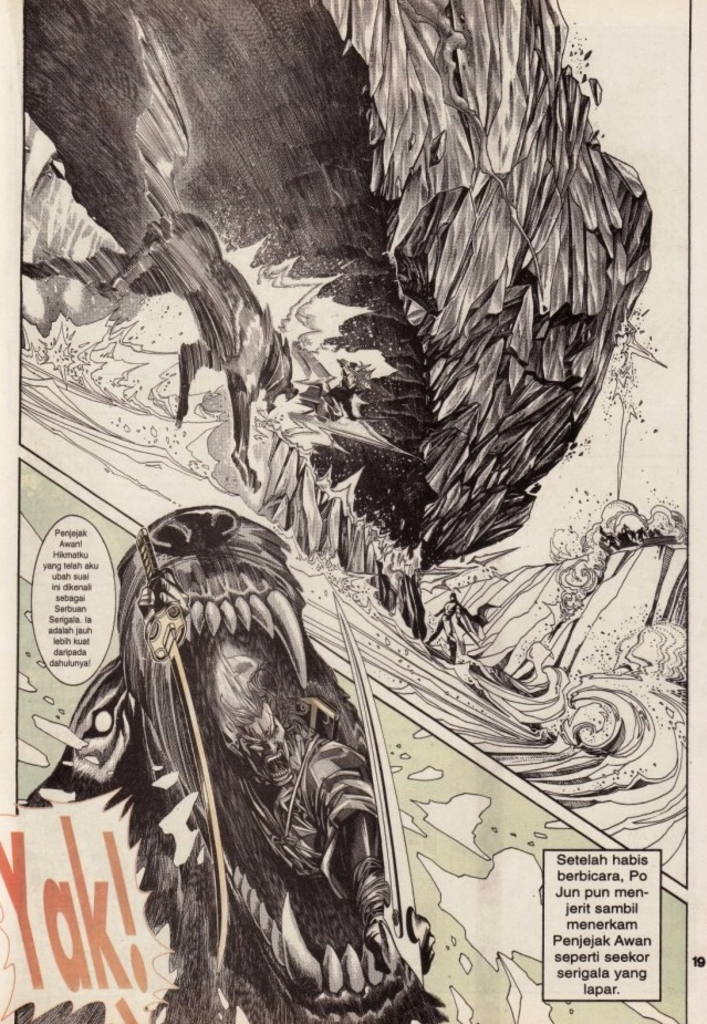 Penjejak
Awan!
Hikmatku
yang telah aku
ubah suai
ini dikenali
sebagai
Serbuan
Serigala. Ia
adalah jauh
lebih kuat
daripada
dahulunya!
Yak!
Setelah habis
berbicara, Po
Jun pun men-
jerit sambil
menerkam
Penjejak Awan
seperti seekor
serigala yang
lapar.
19